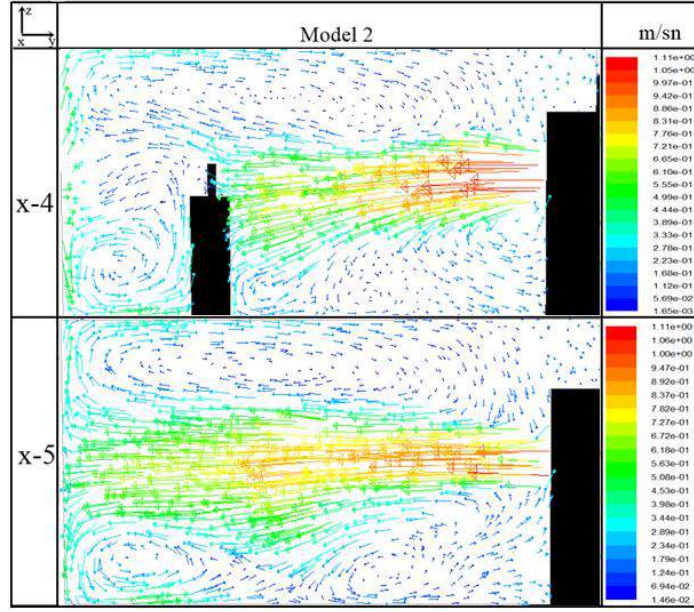 z
x y
Model 2
m/sn
x-4
1.11e+00
1.05e+00
9.97e-01
9.42e-01
8.86e-01
8.31e-01
7.76e-01
7.21e-01
6.65e-01
6.10e-01
5.55e-01
4.99e-01
4.44e-01
3.89e-01
3.33e-01
2.78e-01
2.23e-01
1.68e-01
1.12e-01
5.69e-02
1.65e-03
x-5
1.11e+00
1.06e+00
1.00e+00
9.47e-01
8.92e-01
8.37e-01
7.82e-01
7.27e-01
6.72e-01
6.18e-01
5.63e-01
5.08e-01
4.53e-01
3.98e-01
3.44e-01
2.89e-01
2.34e-01
1.79e-01
1.24e-01
6.94e-02
1.46e-02